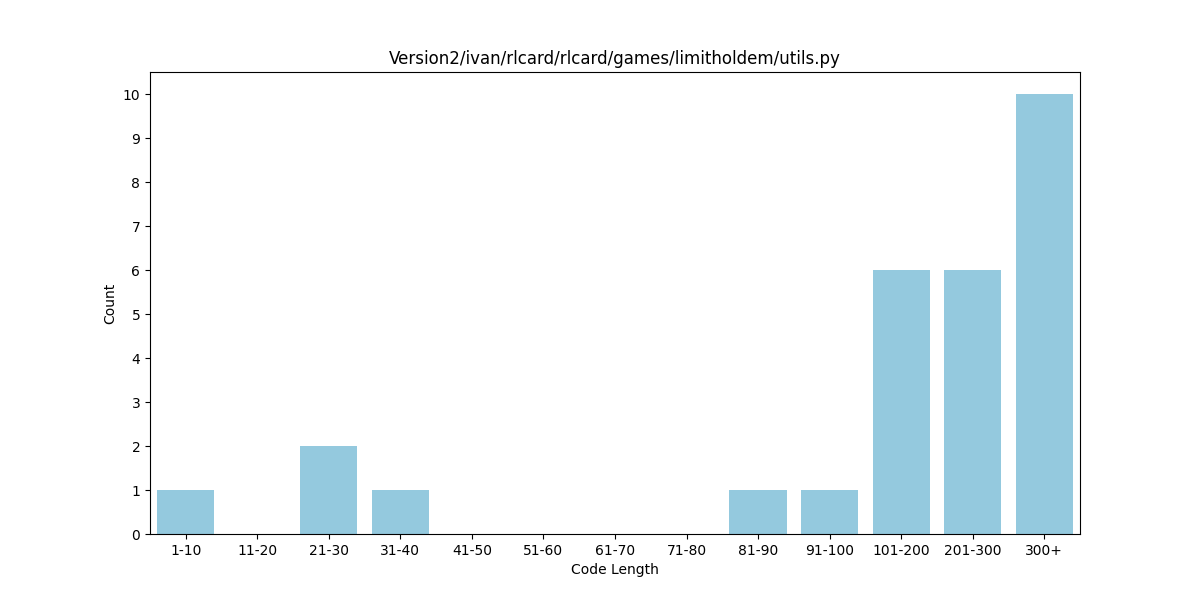 Version2/ivan/rlcard/rlcard/games/limitholdem/utils.py
10
9
8
7
6
5
4
3
2
1
0
Count
1-10 11-20 21-30 31-40 41-50 51-60 61-70 71-80 81-90 91-100 101-200 201-300 300+
Code Length